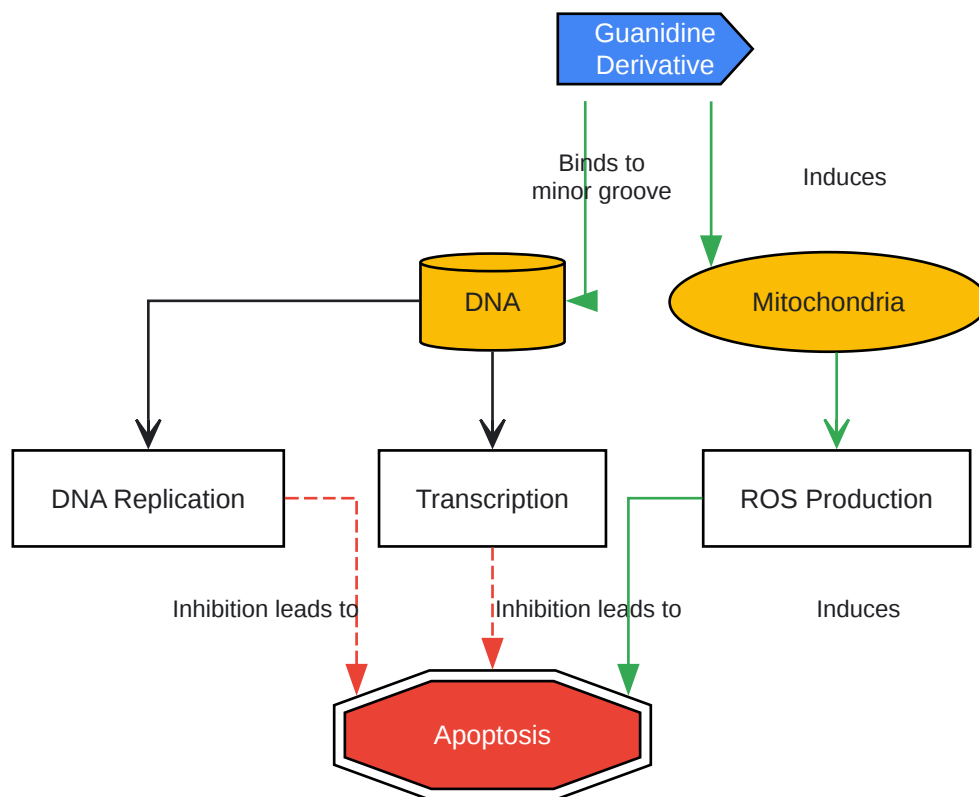 Guanidine
Derivative
Binds to
minor groove
Induces
DNA
Mitochondria
DNA Replication
Transcription
ROS Production
Inhibition leads to
Inhibition leads to
Induces
Apoptosis